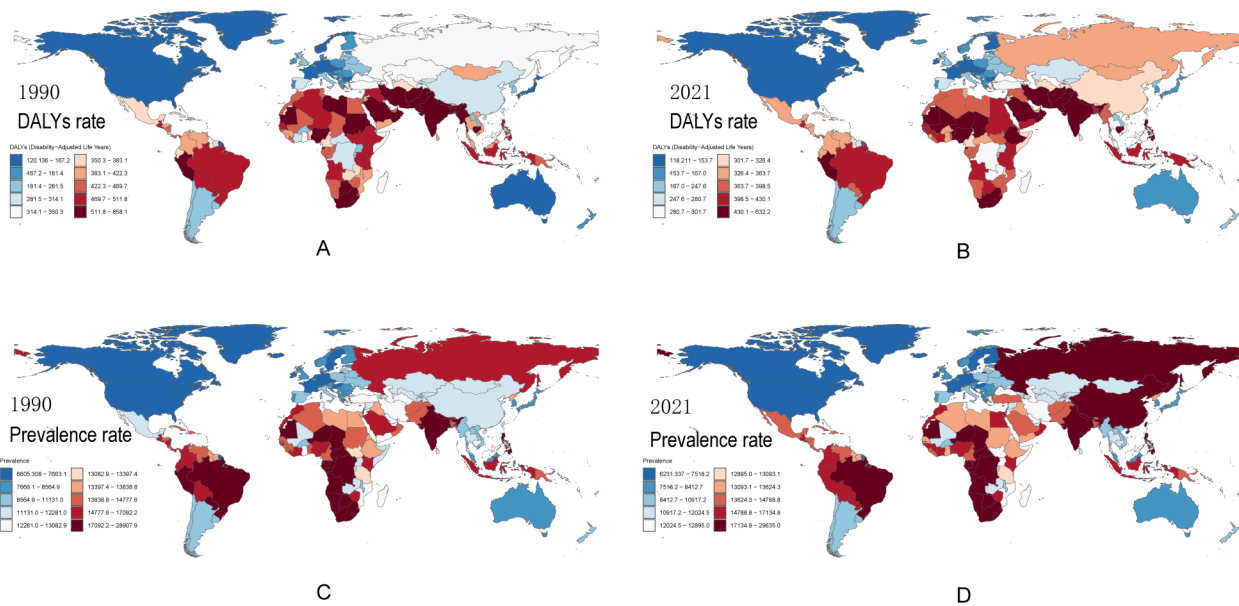 1990
DALYs rate
DALYs (Disability−Adjusted Life Years)
120.136 − 167.2 350.3 − 383.1
467.2 − 181.4 383.1 − 422.3
181.4 − 281.5 422.3 − 469.7
281.5 − 314.1 469.7 − 511.8
314.1 − 350.3 511.8 − 858.1
A
2021
DALYs rate
DALYs (Disability−Adjusted Life Years)
118.211 − 153.7 301.7 − 326.4
453.7 − 167.0 326.4 − 363.7
167.0 − 247.6 363.7 − 398.5
247.6 − 280.7 398.5 − 430.1
280.7 − 301.7 430.1 − 632.2
B
1990
Prevalence rate
Prevalence
6605.308 − 7663.1 13082.9 − 13397.4
7663.1 − 8564.9 13397.4 − 13838.8
8564.9 − 11131.0 13838.8 − 14777.6
11131.0 − 12281.0 14777.6 − 17092.2
12281.0 − 13082.9 17092.2 − 28907.9
C
2021
Prevalence rate
Prevalence
6231.337 − 7518.2 12895.0 − 13093.1
7518.2 − 8412.7 13093.1 − 13624.3
8412.7 − 10917.2 13624.3 − 14788.8
10917.2 − 12024.5 14788.8 − 17134.8
12024.5 − 12895.0 17134.8 − 29635.0
D